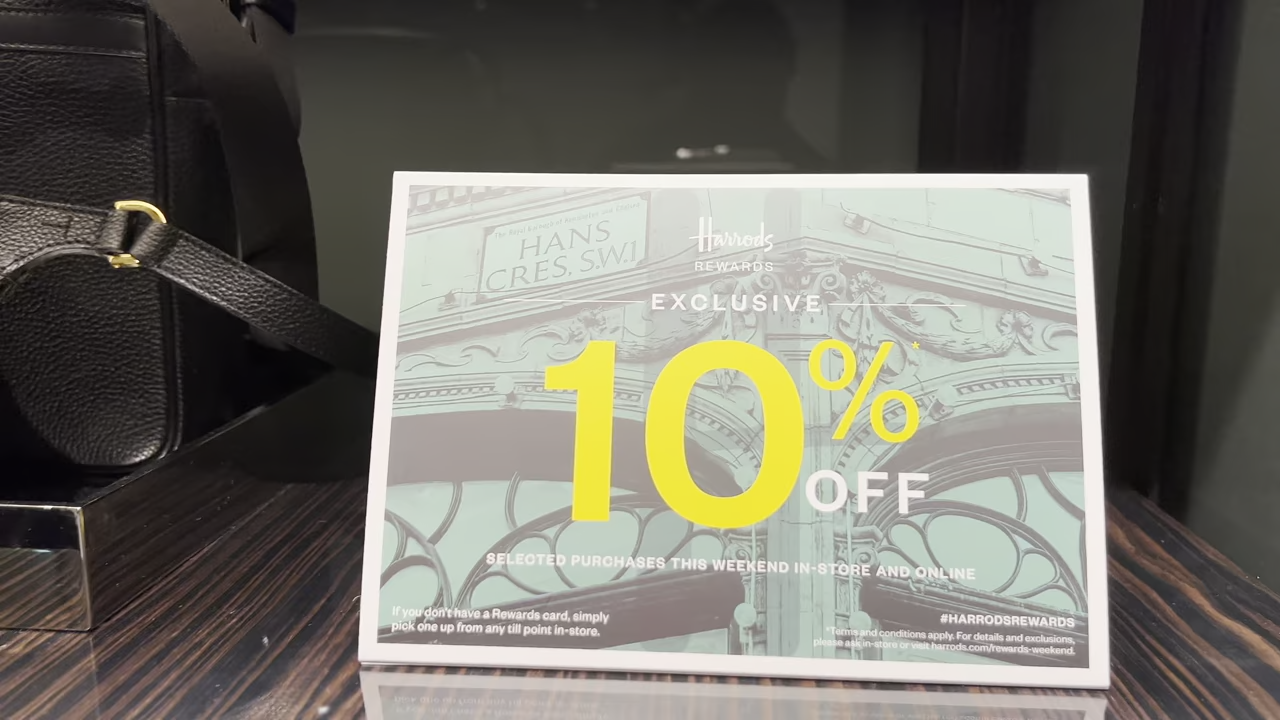 The Royal Borough of Kensington and Chelsea
HANS
CRES. S.W.1
Harrods
REWARDS
EXCLUSIVE
10%*
OFF
SELECTED PURCHASES THIS WEEKEND IN-STORE AND ONLINE
If you don't have a Rewards card, simply
pick one up from any till point in-store.
#HARRODSREWARDS
*Terms and conditions apply. For details and exclusions,
please ask in-store or visit harrods.com/rewards-weekend.